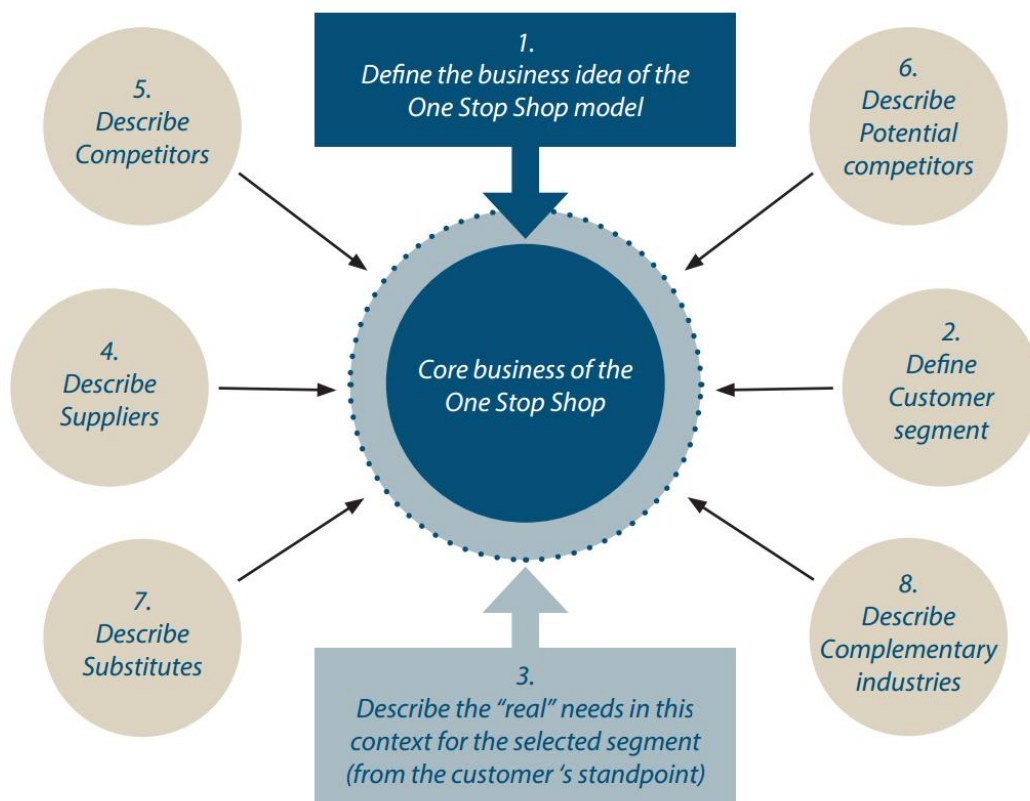 1.
Define the business idea of the
One Stop Shop model
5.
Describe
Competitors
6.
Describe
Potential
competitors
4.
Describe
Suppliers
Core business of the
One Stop Shop
2.
Define
Customer
segment
7.
Describe
Substitutes
8.
Describe
Complementary
industries
3.
Describe the “real” needs in this
context for the selected segment
(from the customer ‘s standpoint)